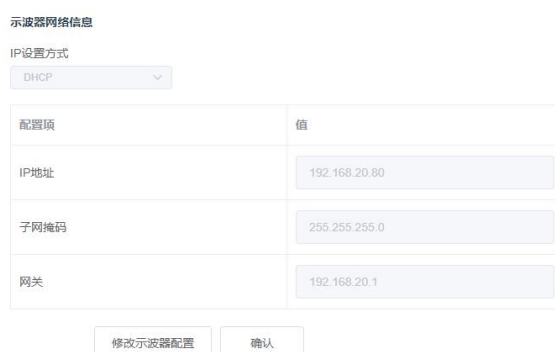 示波器网络信息
IP设置方式
DHCP
配置项 值
IP地址 192.168.20.80
子网掩码 255.255.255.0
网关 192.168.20.1
修改示波器配置 确认